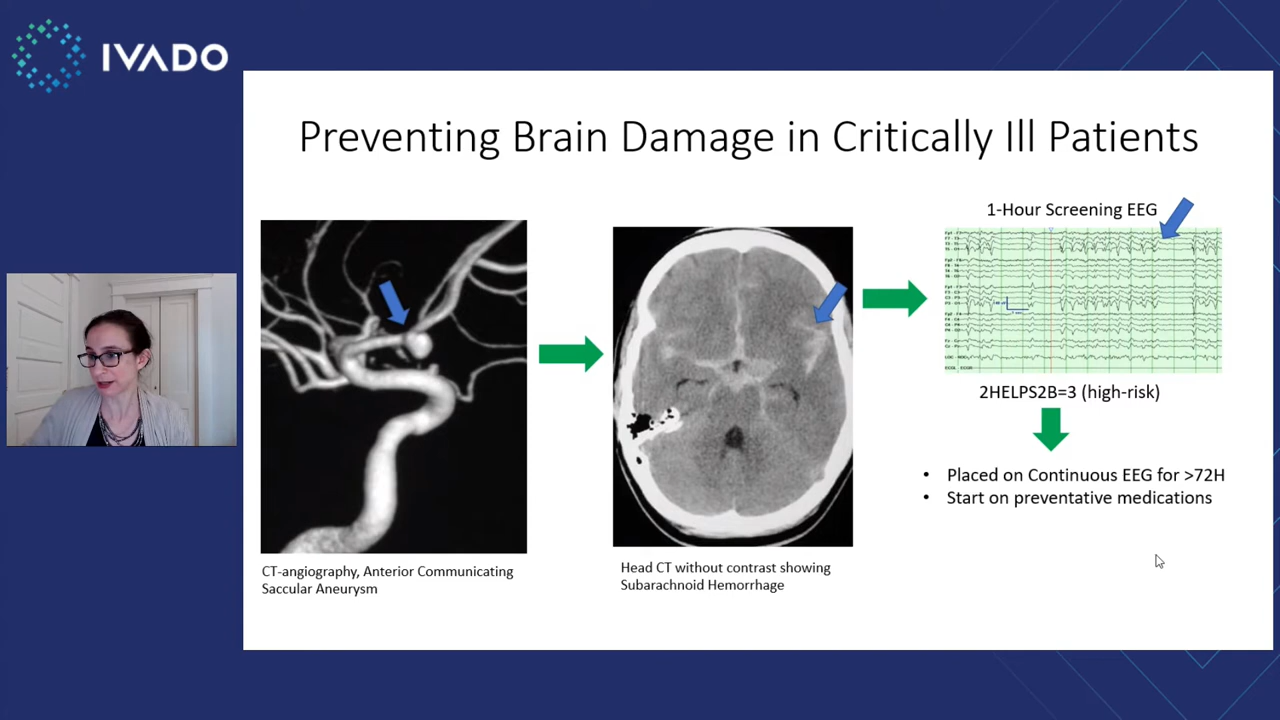 IVADO
Preventing Brain Damage in Critically Ill Patients
1-Hour Screening EEG
2HELPS2B=3 (high-risk)
• Placed on Continuous EEG for >72H
• Start on preventative medications
CT-angiography, Anterior Communicating
Saccular Aneurysm
Head CT without contrast showing
Subarachnoid Hemorrhage